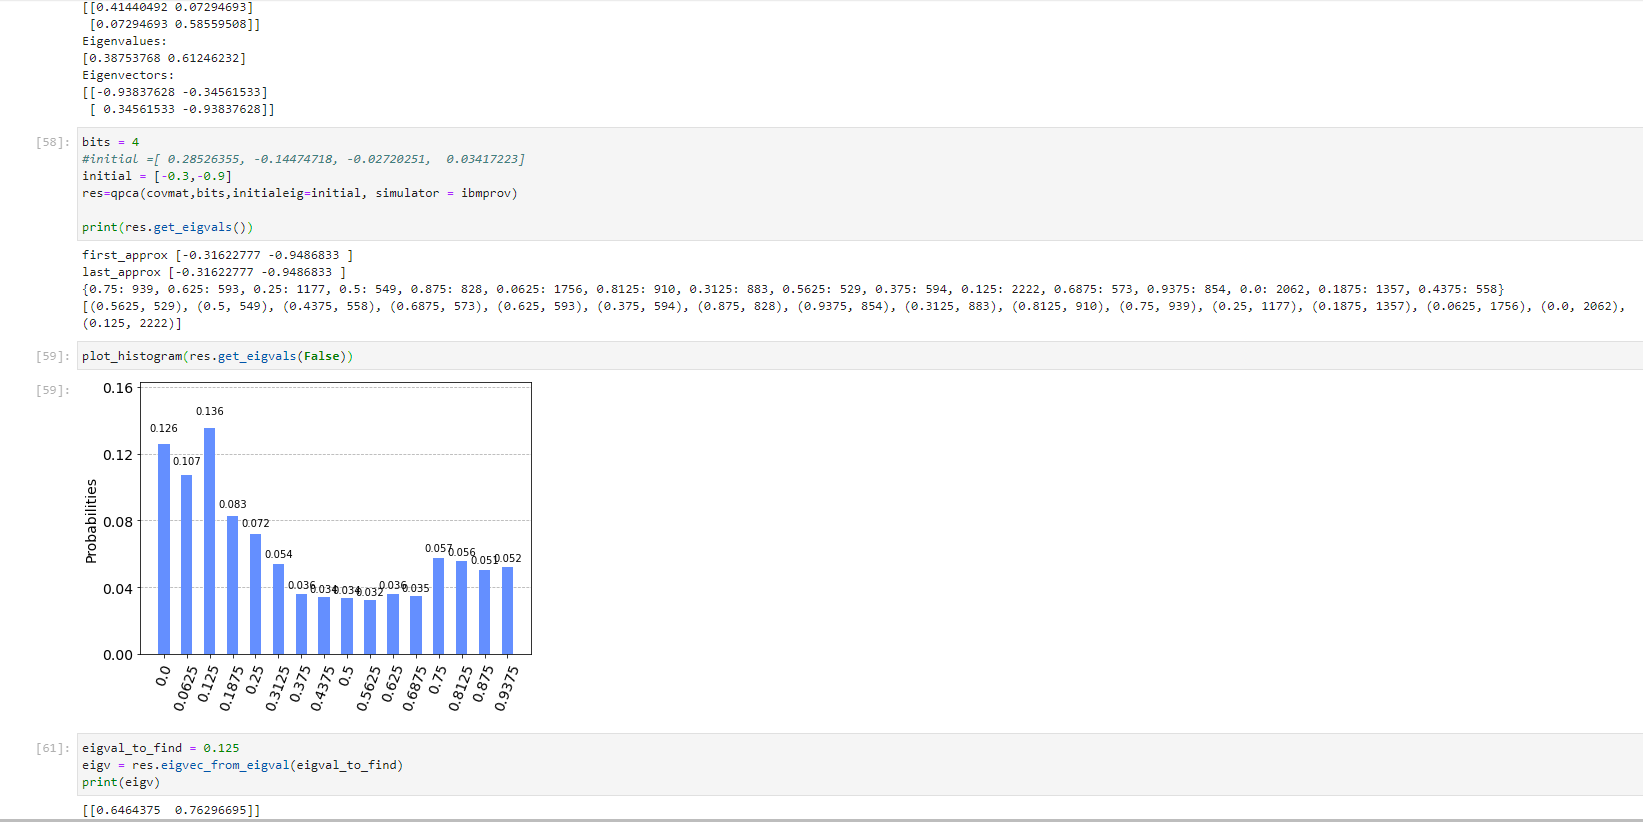 [[0.41440492 0.07294693]
[0.07294693 0.58559508]]
Eigenvalues:
[0.38753768 0.61246232]
Eigenvectors:
[[-0.93837628 -0.34561533]
[ 0.34561533 -0.93837628]]
[58]:
bits = 4
#initial =[ 0.28526355, -0.14474718, -0.02720251,  0.03417223]
initial = [-0.3,-0.9]
res=qpca(covmat,bits,initialeig=initial, simulator = ibmprov)
print(res.get_eigvals())
first_approx [-0.31622777 -0.9486833 ]
last_approx [-0.31622777 -0.9486833 ]
{0.75: 939, 0.625: 593, 0.25: 1177, 0.5: 549, 0.875: 828, 0.0625: 1756, 0.8125: 910, 0.3125: 883, 0.5625: 529, 0.375: 594, 0.125: 2222, 0.6875: 573, 0.9375: 854, 0.0: 2062, 0.1875: 1357, 0.4375: 558}
[(0.5625, 529), (0.5, 549), (0.4375, 558), (0.6875, 573), (0.625, 593), (0.375, 594), (0.875, 828), (0.9375, 854), (0.3125, 883), (0.8125, 910), (0.75, 939), (0.25, 1177), (0.1875, 1357), (0.0625, 1756), (0.0, 2062),
(0.125, 2222)]
[59]:
plot_histogram(res.get_eigvals(False))
[59]:
0.16
0.12
0.08
0.04
0.00
Probabilities
0.126
0.107
0.136
0.083
0.072
0.054
0.036
0.034
0.034
0.032
0.036
0.035
0.057
0.056
0.051
0.052
0.0
0.0625
0.125
0.1875
0.25
0.3125
0.375
0.4375
0.5
0.5625
0.625
0.6875
0.75
0.8125
0.875
0.9375
[61]:
eigval_to_find = 0.125
eigv = res.eigvec_from_eigval(eigval_to_find)
print(eigv)
[[0.6464375  0.76296695]]